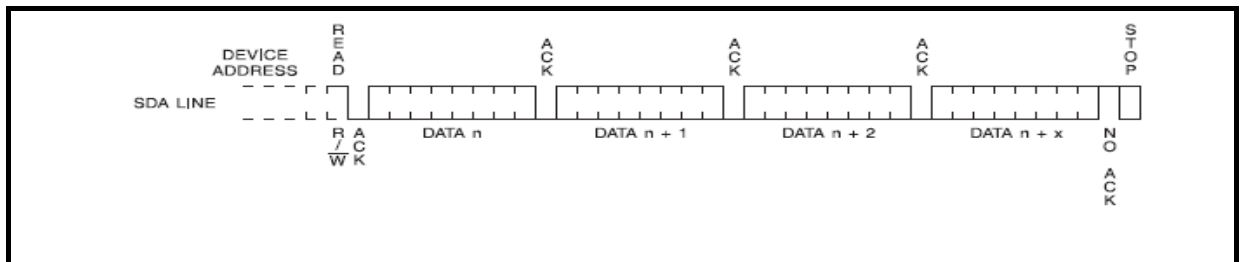 READ
ACK
ACK
ACK
STOP
DEVICE
ADDRESS
SDA LINE
R/W
ACK
DATA n
DATA n + 1
DATA n + 2
DATA n + x
NO ACK